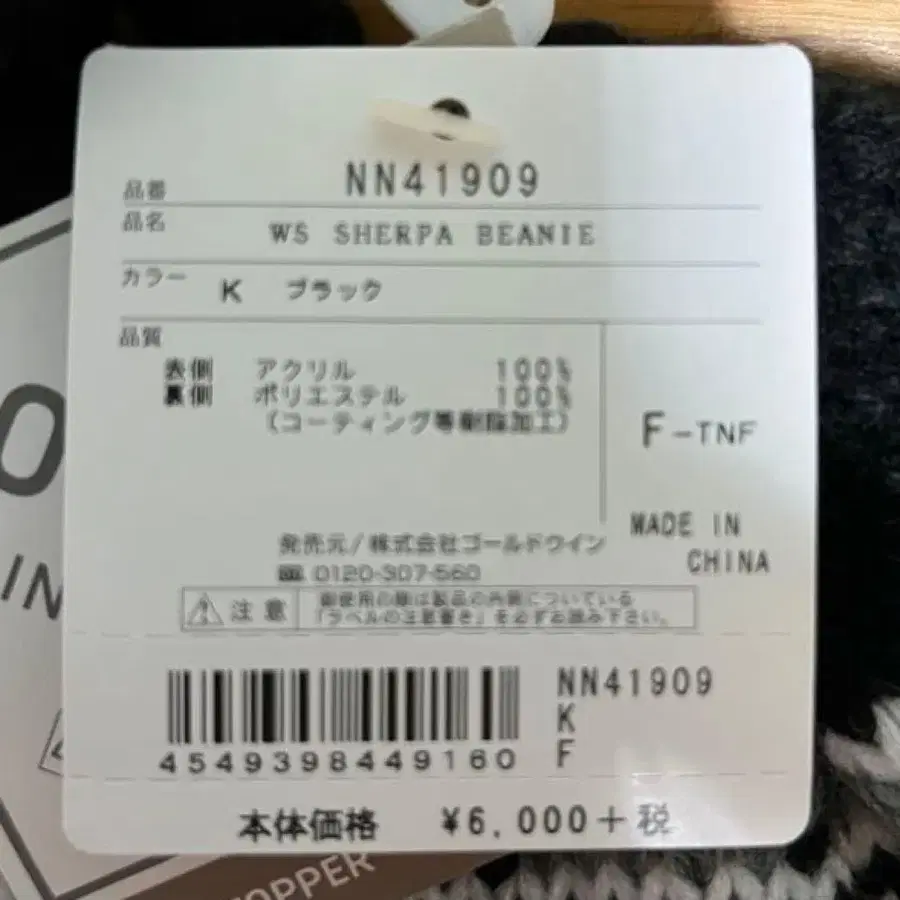 品番 NN41909
品名 WS SHERPA BEANIE
カラー K ブラック
品質
表側 アクリル 100%
裏側 ポリエステル 100%
(コーティング等樹脂加工)
F-TNF
MADE IN
CHINA
発売元/株式会社ゴールドウイン
0120-307-560
注意
御使用の際は製品の内側についている
「ラベルの注意書き」を必ずお読み下さい。
NN41909
K
F
4549398449160
本体価格 ¥6,000+税
O
IN
OPPER